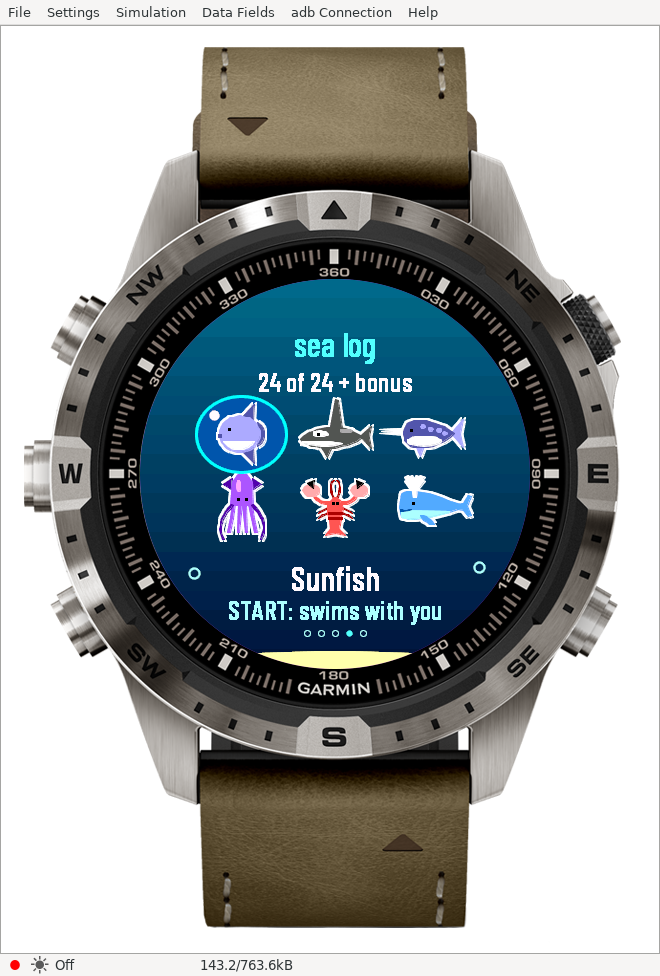 File Settings Simulation Data Fields adb Connection Help
360
330
030
NW
NE
300
060
sea log
24 of 24 + bonus
W
270
090
E
Sunfish
START: swims with you
240
120
SW
SE
210
150
180
GARMIN
S
Off
143.2/763.6kB